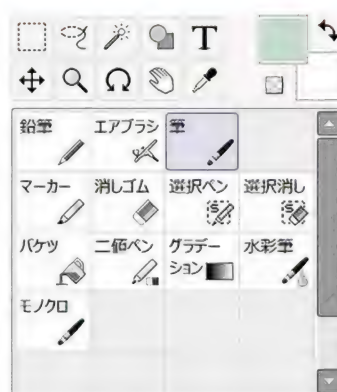 T
鉛筆 エアブラシ 筆
マーカー 消しゴム 選択ペン 選択消し
バケツ 二値ペン グラデー 水彩筆
ション
モノクロ